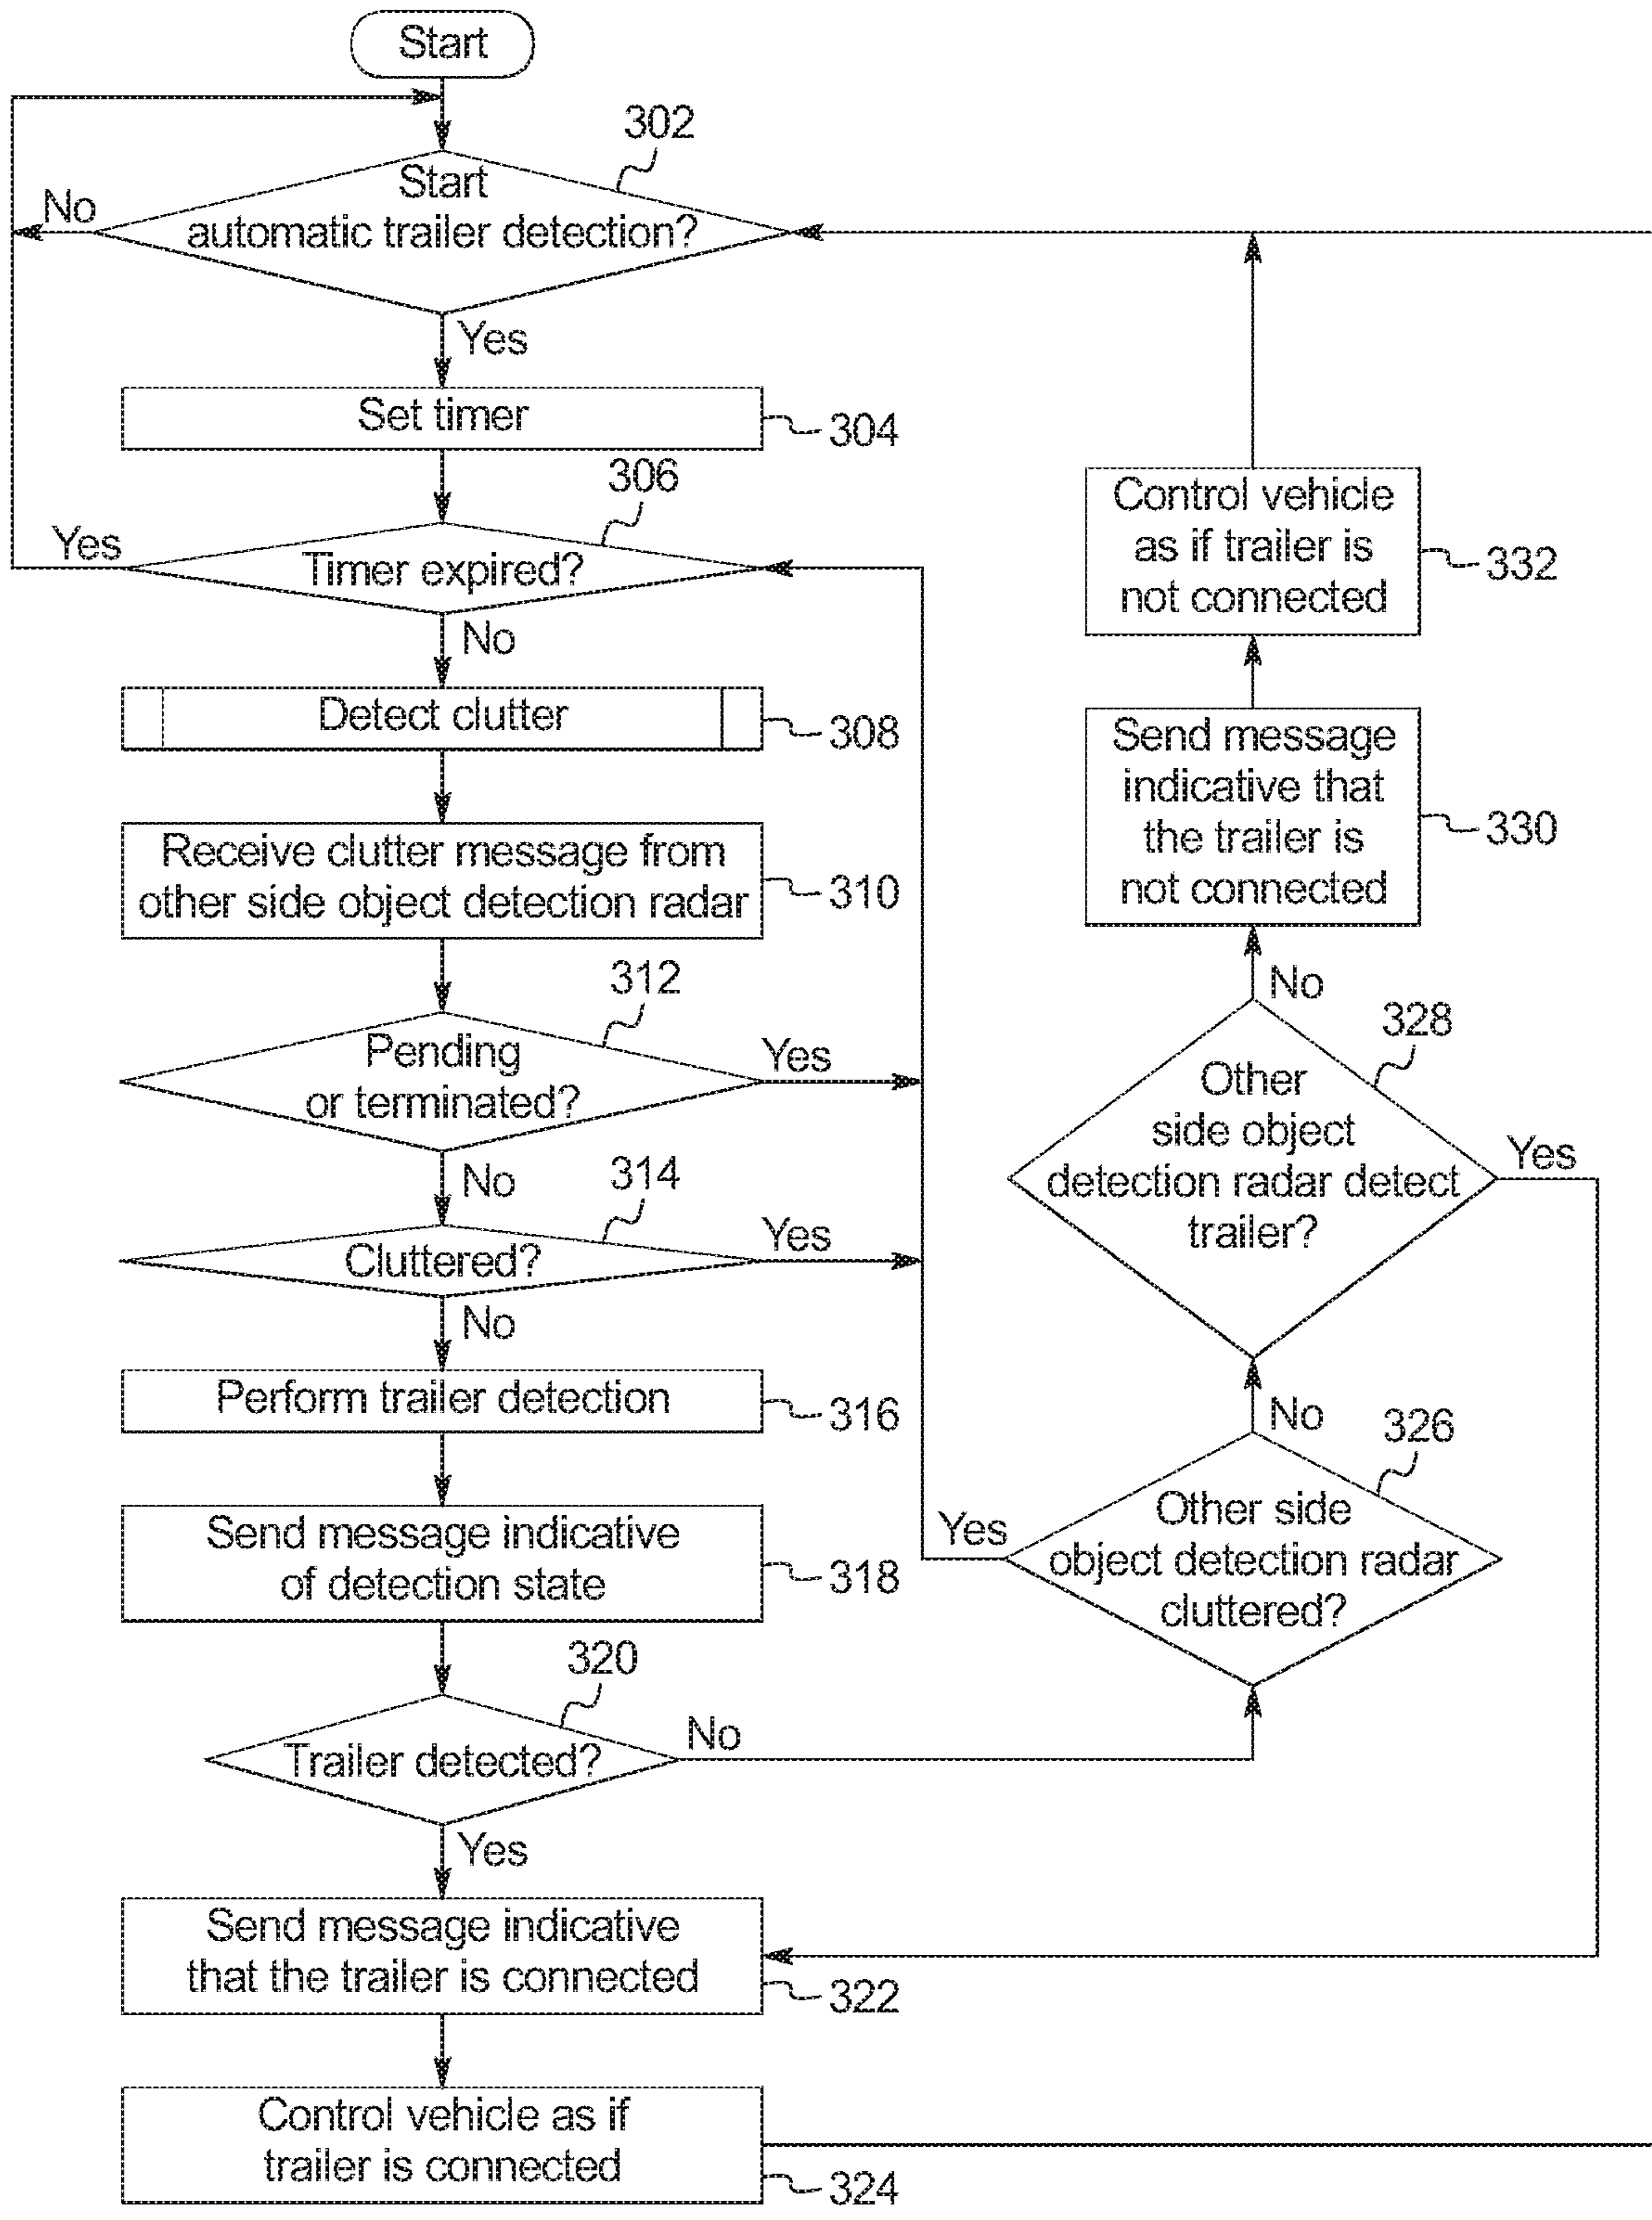 Start
302
Start
automatic trailer detection?
No
Yes
Set timer
304
306
Timer expired?
Yes
No
Detect clutter
308
Receive clutter message from
other side object detection radar
310
312
Pending
or terminated?
Yes
No
314
Cluttered?
Yes
No
Perform trailer detection
316
Send message indicative
of detection state
318
320
Trailer detected?
No
Yes
Send message indicative
that the trailer is connected
322
Control vehicle as if
trailer is connected
324
326
Other side
object detection radar
cluttered?
Yes
No
328
Other
side object
detection radar detect
trailer?
Yes
No
Send message
indicative that
the trailer is
not connected
330
Control vehicle
as if trailer is
not connected
332